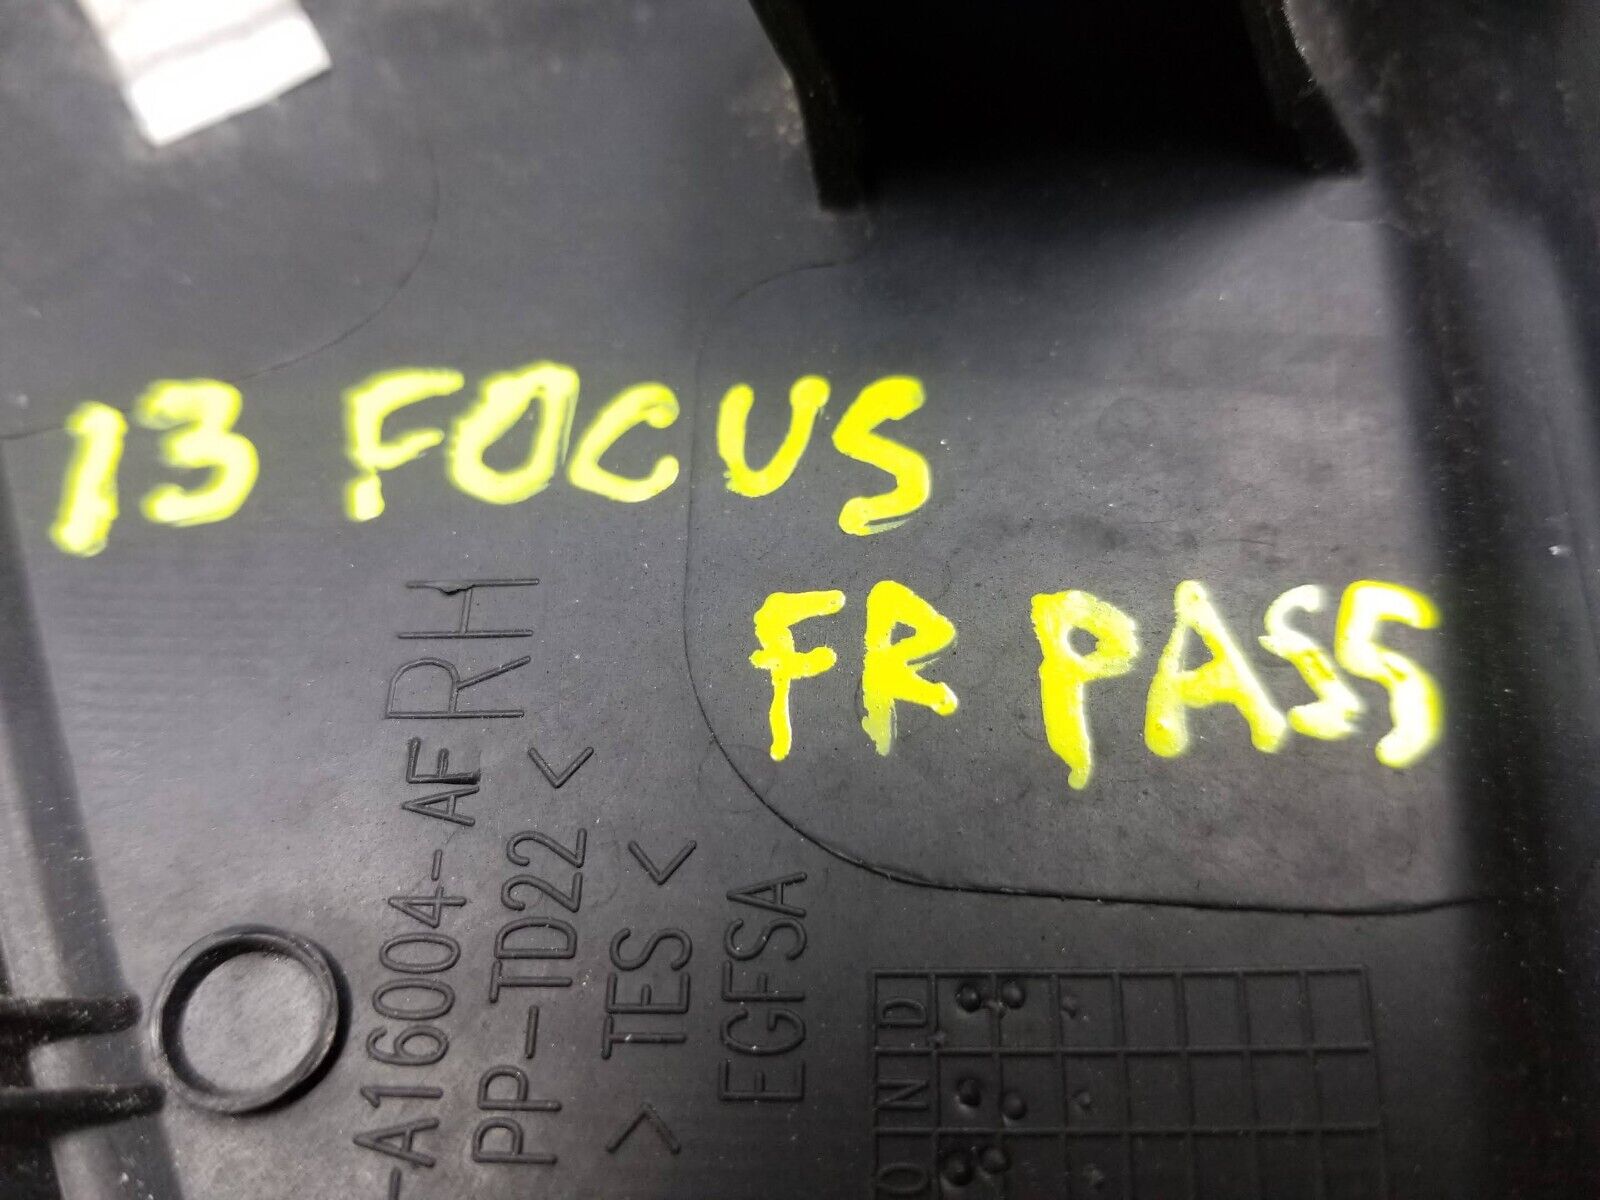 13 FOCUS
FR PASS
RH
-A16004-AF
PP-TD22<
>TES<
EGFSA
O N D